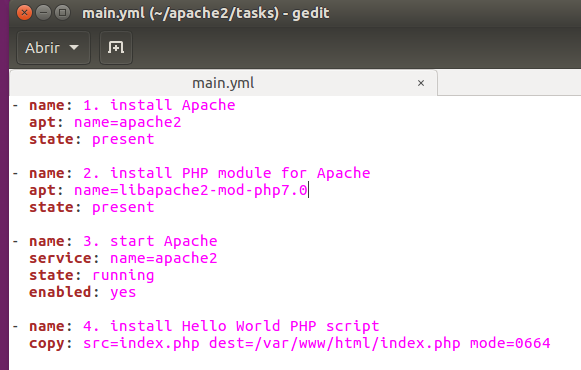 main.yml (~/apache2/tasks) - gedit
Abrir
main.yml ×
- name: 1. install Apache
  apt: name=apache2
  state: present

- name: 2. install PHP module for Apache
  apt: name=libapache2-mod-php7.0
  state: present

- name: 3. start Apache
  service: name=apache2
  state: running
  enabled: yes

- name: 4. install Hello World PHP script
  copy: src=index.php dest=/var/www/html/index.php mode=0664